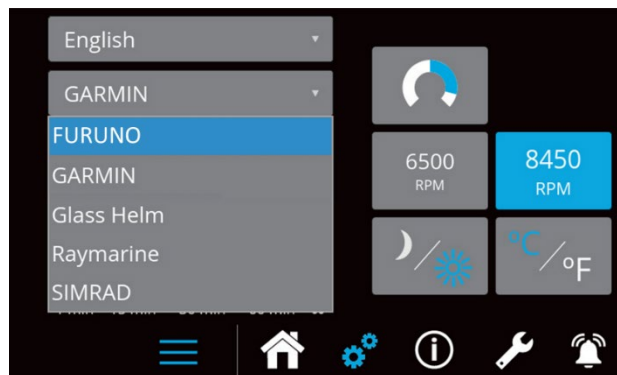 English
GARMIN
FURUNO
GARMIN
Glass Helm
Raymarine
SIMRAD
6500
RPM
8450
RPM
°C/°F